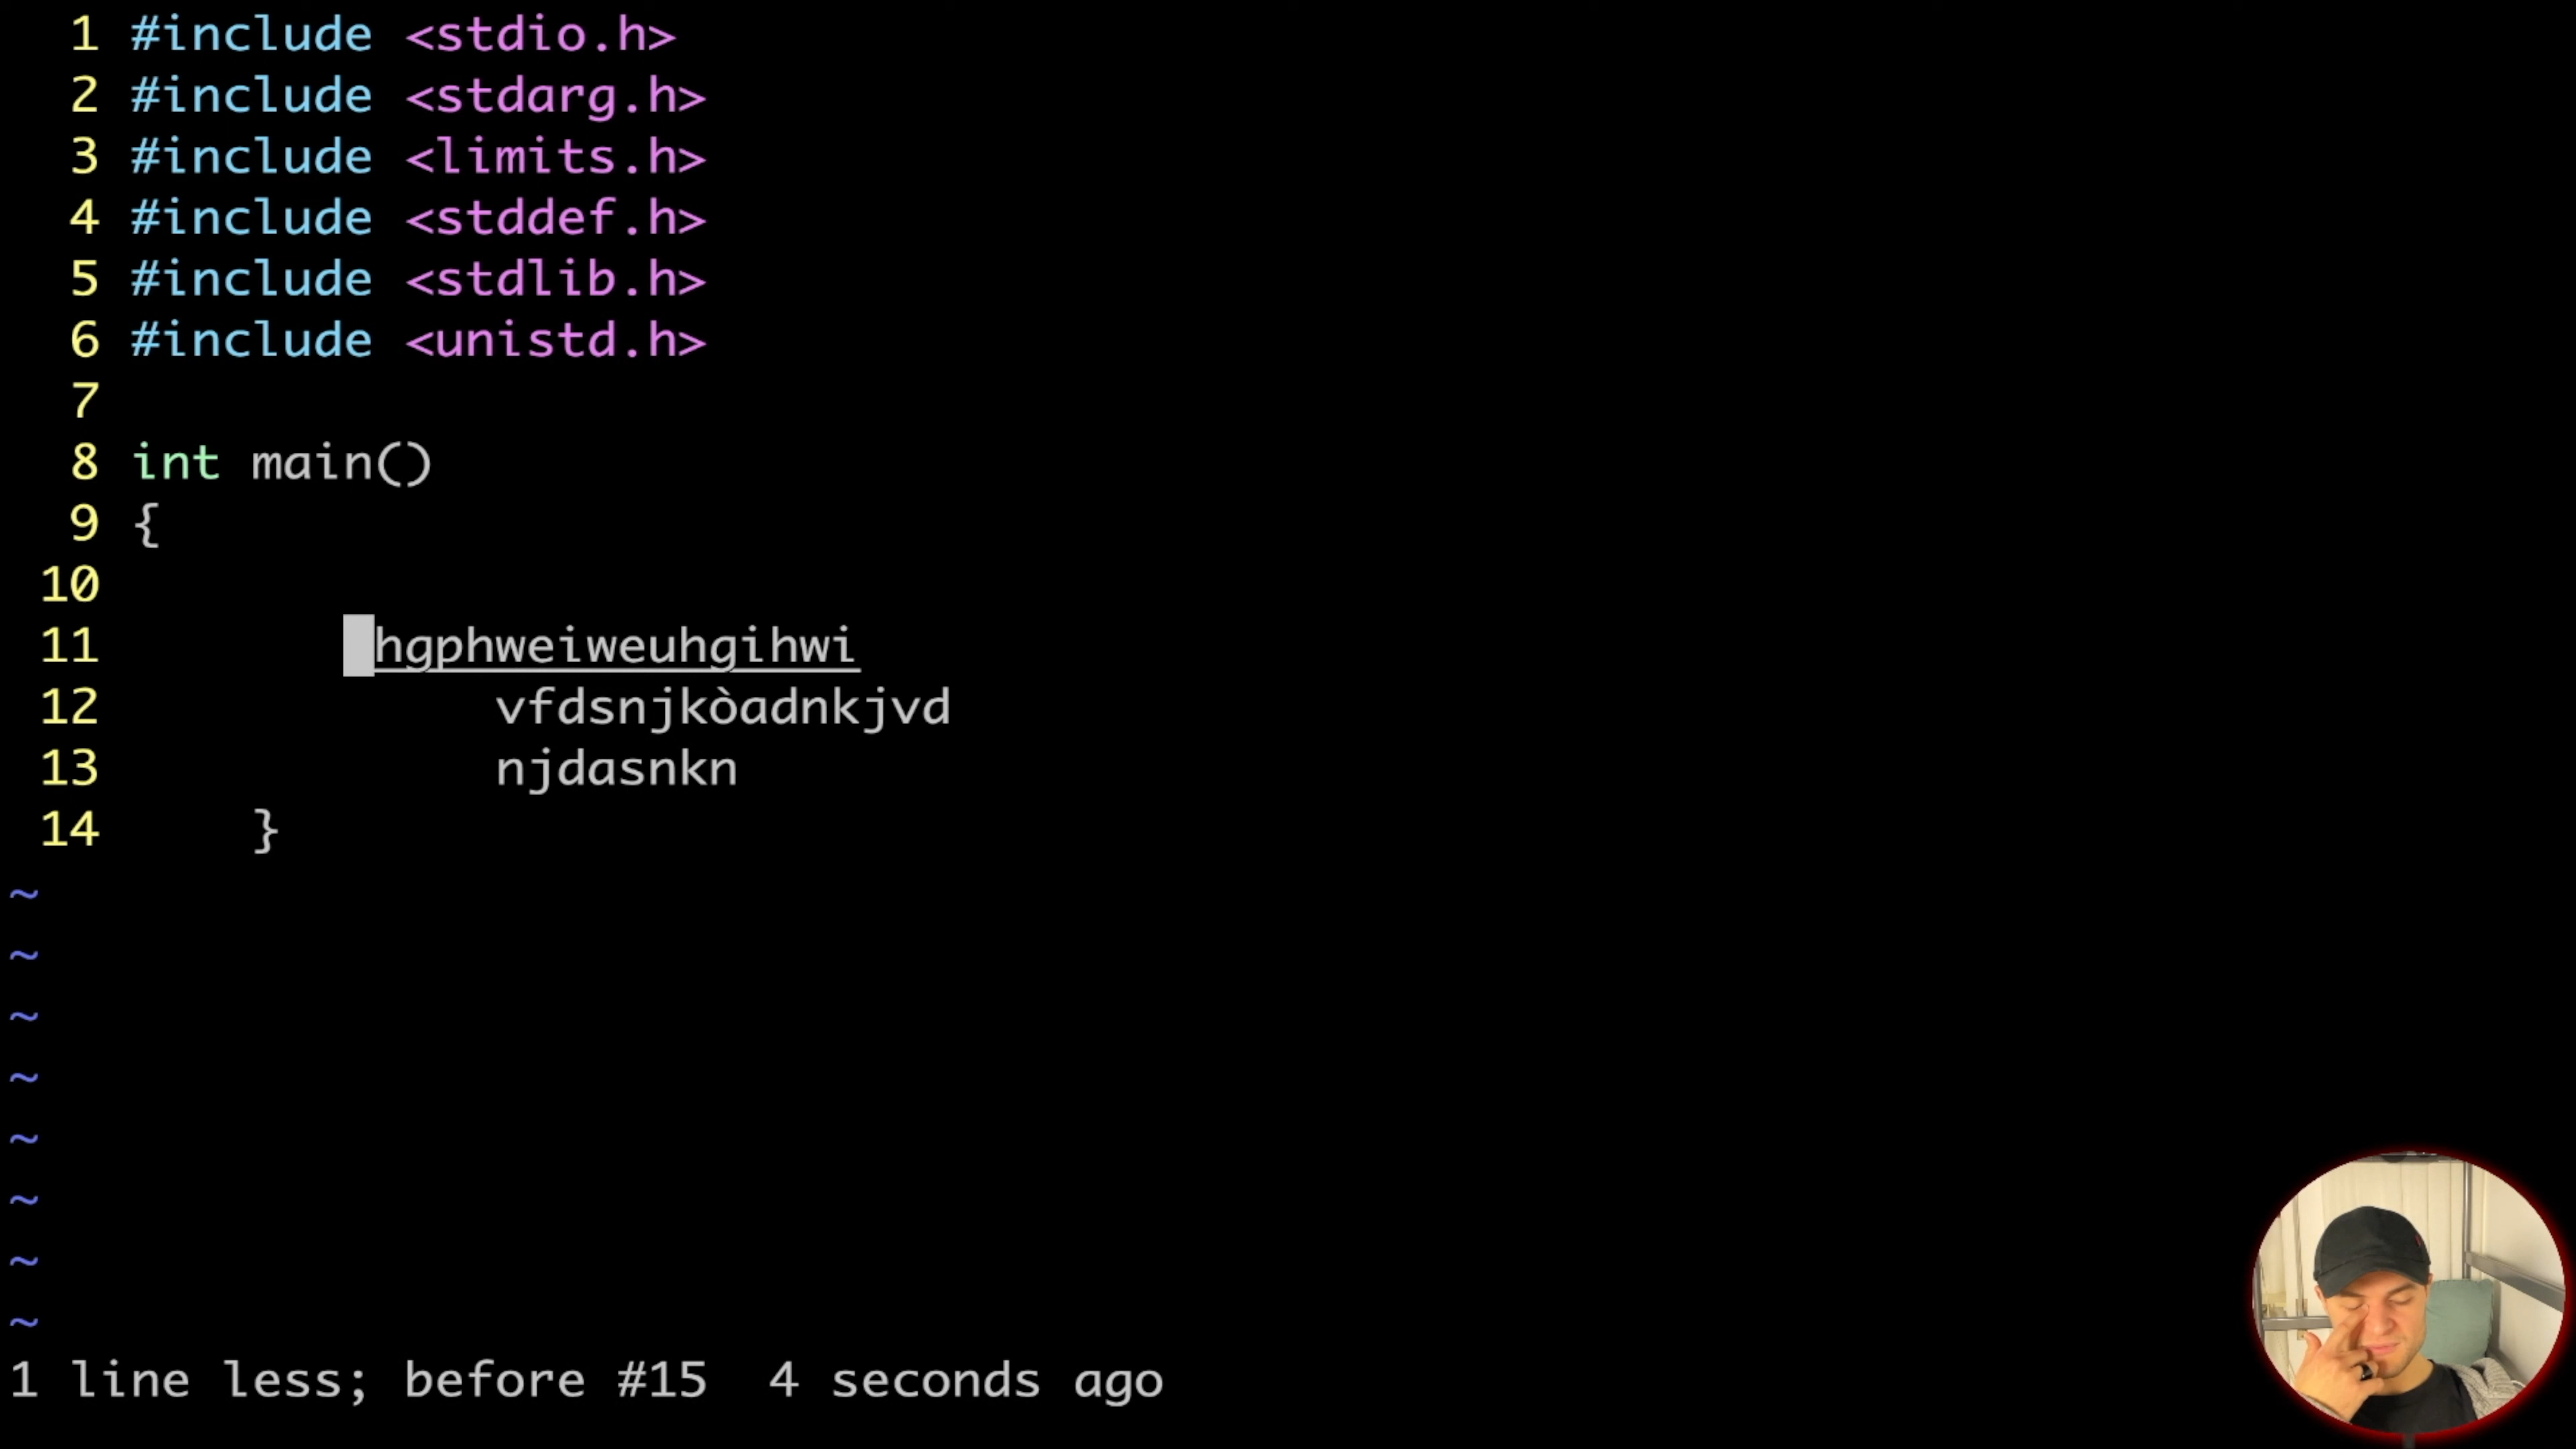 1 #include <stdio.h>
2 #include <stdarg.h>
3 #include <limits.h>
4 #include <stddef.h>
5 #include <stdlib.h>
6 #include <unistd.h>
7
8 int main()
9 {
10
11 hgphweiweuhgihwi
12 vfdsnjkòadnkjvd
13 njdasnkn
14 }
~
~
~
~
~
~
~
~
1 line less; before #15 4 seconds ago